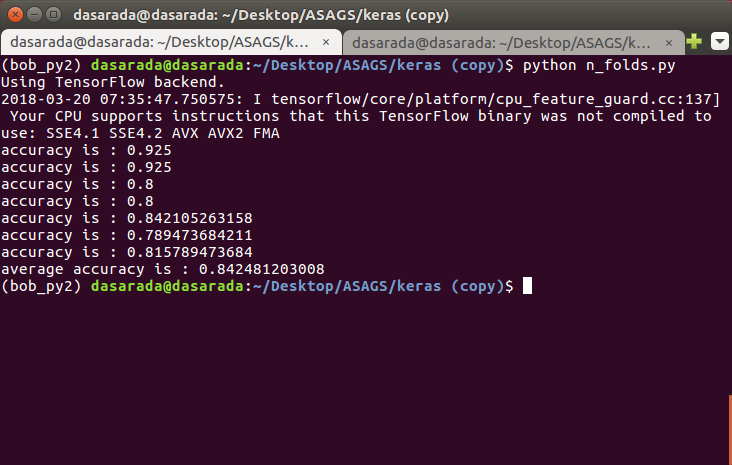 dasarada@dasarada: ~/Desktop/ASAGS/keras (copy)
dasarada@dasarada: ~/Desktop/ASAGS/k... × dasarada@dasarada: ~/Desktop/ASAGS/k... ×
(bob_py2) dasarada@dasarada:~/Desktop/ASAGS/keras (copy)$ python n_folds.py
Using TensorFlow backend.
2018-03-20 07:35:47.750575: I tensorflow/core/platform/cpu_feature_guard.cc:137]
 Your CPU supports instructions that this TensorFlow binary was not compiled to
use: SSE4.1 SSE4.2 AVX AVX2 FMA
accuracy is : 0.925
accuracy is : 0.925
accuracy is : 0.8
accuracy is : 0.8
accuracy is : 0.842105263158
accuracy is : 0.789473684211
accuracy is : 0.815789473684
average accuracy is : 0.842481203008
(bob_py2) dasarada@dasarada:~/Desktop/ASAGS/keras (copy)$